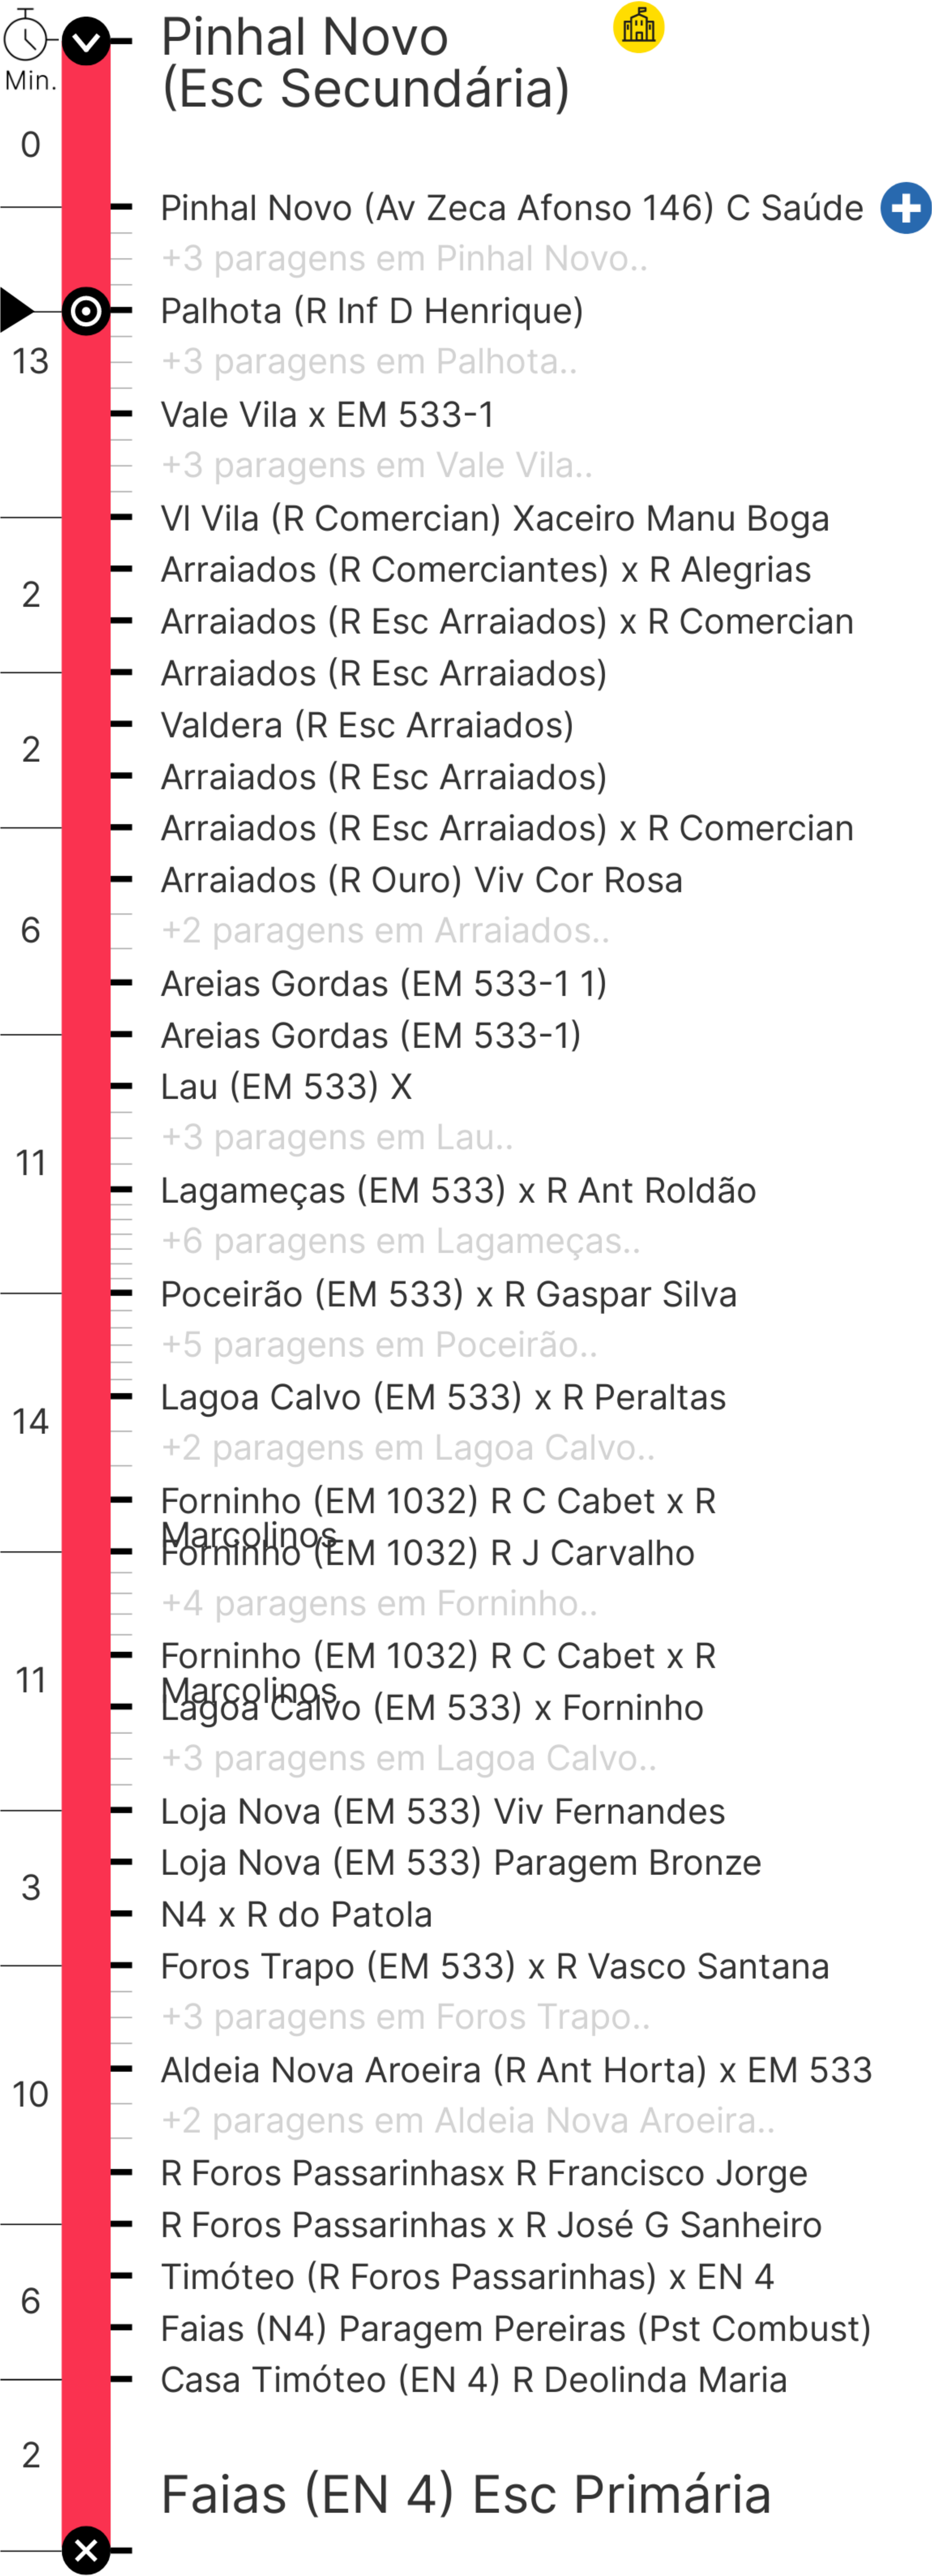 Min.
Pinhal Novo
(Esc Secundária)
0
Pinhal Novo (Av Zeca Afonso 146) C Saúde
+3 paragens em Pinhal Novo..
Palhota (R Inf D Henrique)
13
+3 paragens em Palhota..
Vale Vila x EM 533-1
+3 paragens em Vale Vila..
Vl Vila (R Comercian) Xaceiro Manu Boga
Arraiados (R Comerciantes) x R Alegrias
2
Arraiados (R Esc Arraiados) x R Comercian
Arraiados (R Esc Arraiados)
Valdera (R Esc Arraiados)
2
Arraiados (R Esc Arraiados)
Arraiados (R Esc Arraiados) x R Comercian
Arraiados (R Ouro) Viv Cor Rosa
6
+2 paragens em Arraiados..
Areias Gordas (EM 533-1 1)
Areias Gordas (EM 533-1)
Lau (EM 533) X
+3 paragens em Lau..
11
Lagameças (EM 533) x R Ant Roldão
+6 paragens em Lagameças..
Poceirão (EM 533) x R Gaspar Silva
+5 paragens em Poceirão..
Lagoa Calvo (EM 533) x R Peraltas
14
+2 paragens em Lagoa Calvo..
Forninho (EM 1032) R C Cabet x R
Marcolinos
Forninho (EM 1032) R J Carvalho
+4 paragens em Forninho..
Forninho (EM 1032) R C Cabet x R
11
Marcolinos
Lagoa Calvo (EM 533) x Forninho
+3 paragens em Lagoa Calvo..
Loja Nova (EM 533) Viv Fernandes
Loja Nova (EM 533) Paragem Bronze
3
N4 x R do Patola
Foros Trapo (EM 533) x R Vasco Santana
+3 paragens em Foros Trapo..
Aldeia Nova Aroeira (R Ant Horta) x EM 533
10
+2 paragens em Aldeia Nova Aroeira..
R Foros Passarinhasx R Francisco Jorge
R Foros Passarinhas x R José G Sanheiro
Timóteo (R Foros Passarinhas) x EN 4
6
Faias (N4) Paragem Pereiras (Pst Combust)
Casa Timóteo (EN 4) R Deolinda Maria
2
Faias (EN 4) Esc Primária